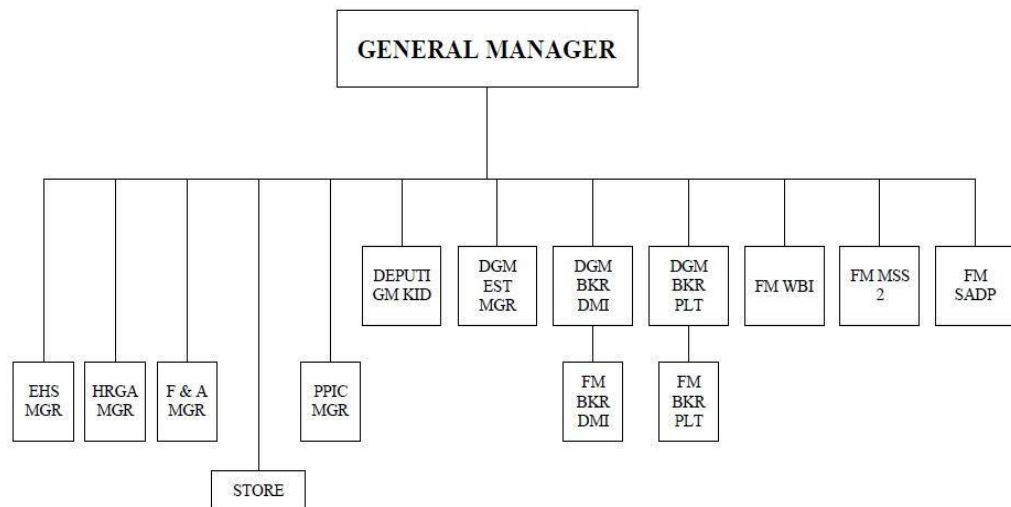 GENERAL MANAGER
DEPUTI
GM KID
DGM
EST
MGR
DGM
BKR
DMI
DGM
BKR
PLT
FM WBI
FM MSS
2
FM
SADP
EHS
MGR
HRGA
MGR
F & A
MGR
PPIC
MGR
FM
BKR
DMI
FM
BKR
PLT
STORE